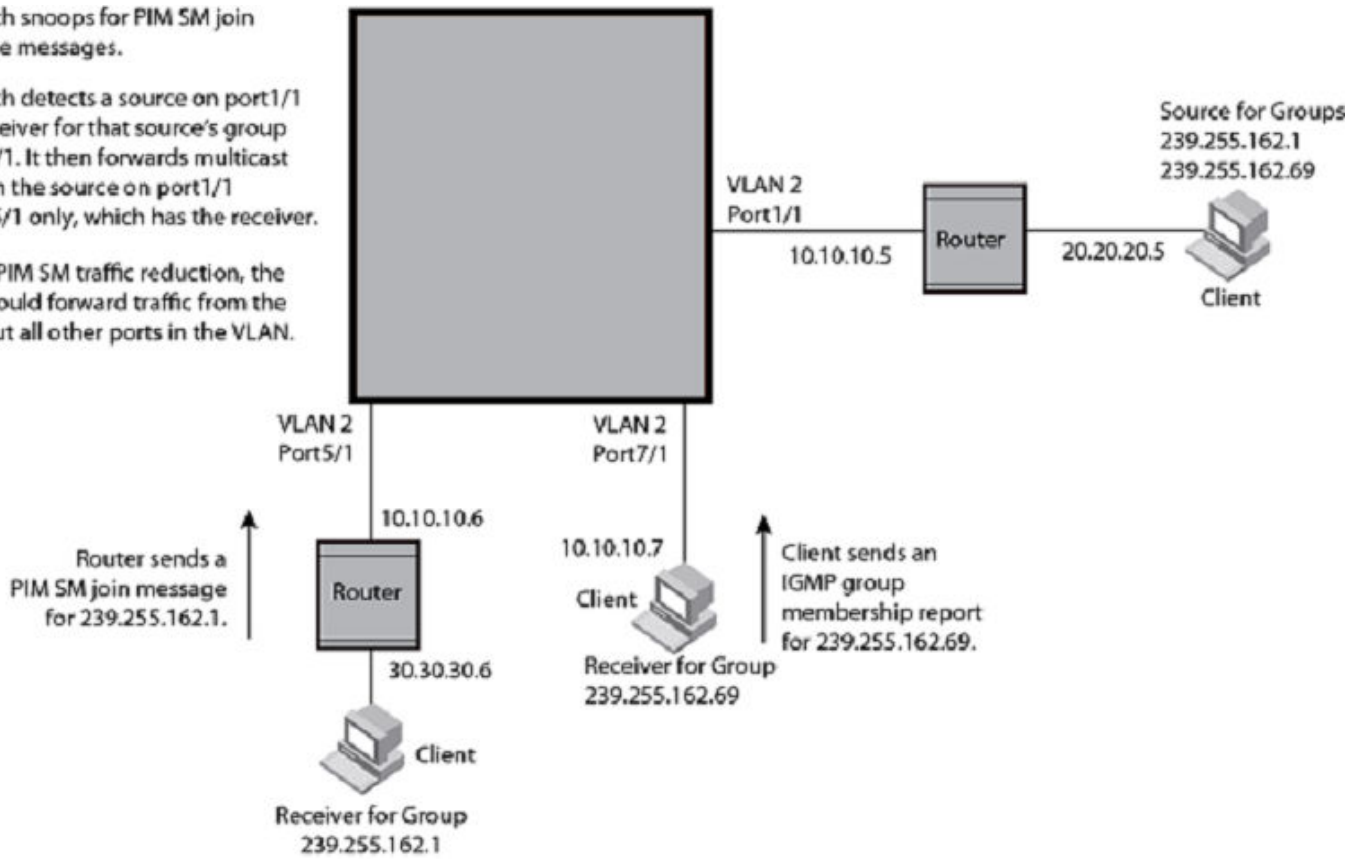 snoops for PIM SM join
messages.
detects a source on port1/1
for that source's group
It then forwards multicast
the source on port1/1
only, which has the receiver.
PIM SM traffic reduction, the
forward traffic from the
all other ports in the VLAN.
Source for Groups
239.255.162.1
239.255.162.69
VLAN 2
Port1/1
10.10.10.5
Router
20.20.20.5
Client
VLAN 2
Port5/1
VLAN 2
Port7/1
10.10.10.6
Router sends a
PIM SM join message
for 239.255.162.1.
Router
30.30.30.6
Client
Receiver for Group
239.255.162.1
10.10.10.7
Client
Receiver for Group
239.255.162.69
Client sends an
IGMP group
membership report
for 239.255.162.69.